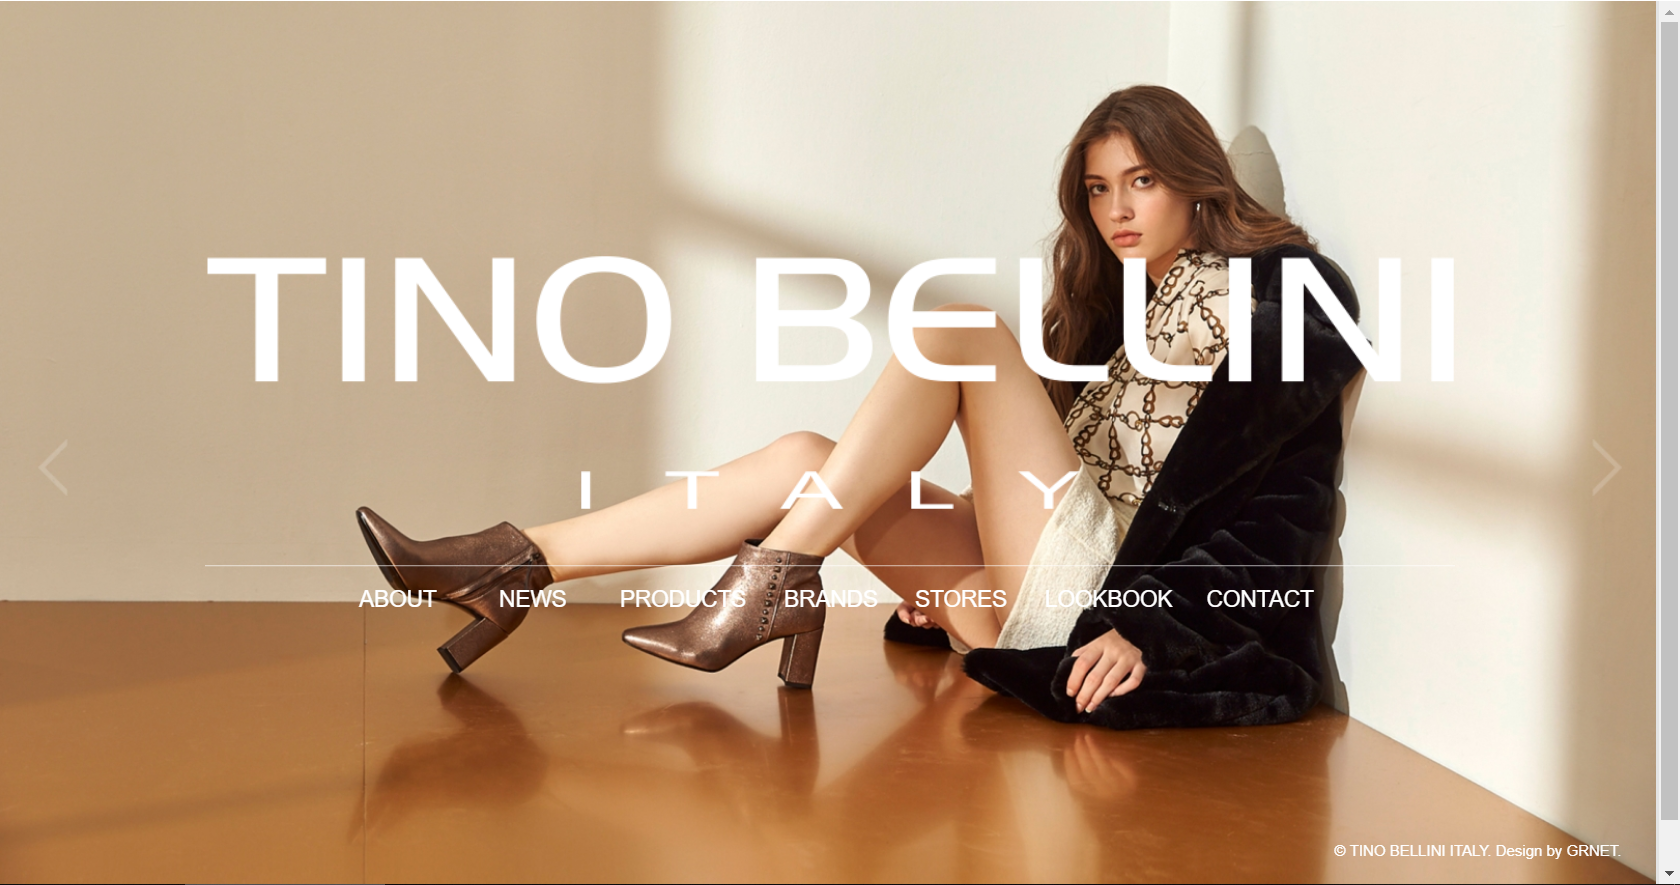 TINO BELLINI
ITALY
ABOUT NEWS PRODUCTS BRANDS STORES LOOKBOOK CONTACT
© TINO BELLINI ITALY. Design by GRNET.